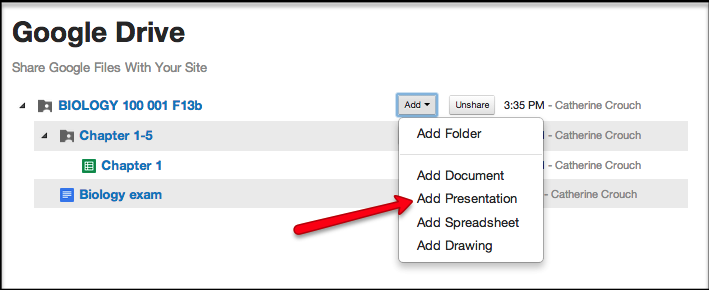 Google Drive
Share Google Files With Your Site
BIOLOGY 100 001 F13b Add Unshare 3:35 PM - Catherine Crouch
Chapter 1-5 - Catherine Crouch
Add Folder
Chapter 1 - Catherine Crouch
Add Document
Biology exam - Catherine Crouch
Add Presentation
Add Spreadsheet
Add Drawing